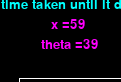 time taken until it d
x =59
theta =39